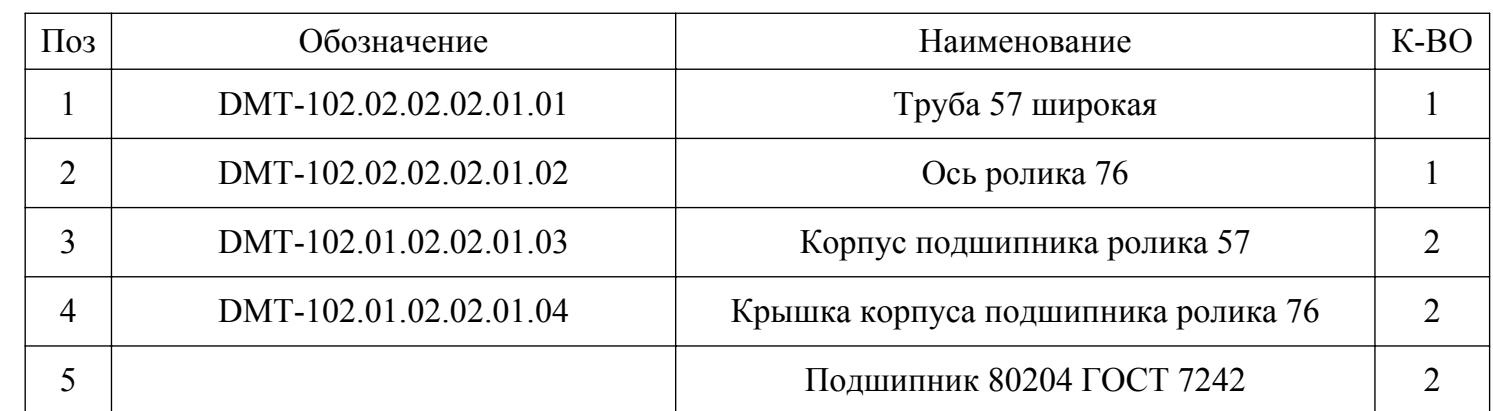 Поз Обозначение Наименование К-ВО
1 DMT-102.02.02.02.01.01 Труба 57 широкая 1
2 DMT-102.02.02.02.01.02 Ось ролика 76 1
3 DMT-102.01.02.02.01.03 Корпус подшипника ролика 57 2
4 DMT-102.01.02.02.01.04 Крышка корпуса подшипника ролика 76 2
5 Подшипник 80204 ГОСТ 7242 2